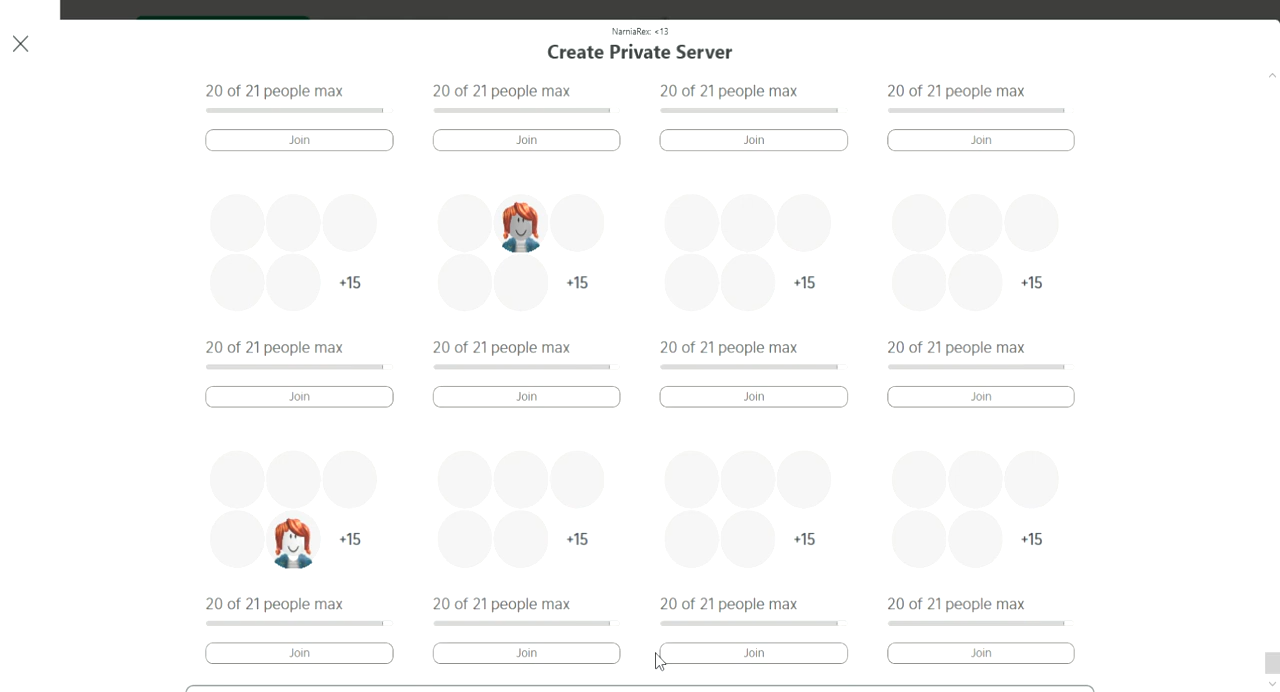 NarniaRex: <13
Create Private Server
20 of 21 people max 20 of 21 people max 20 of 21 people max 20 of 21 people max
Join Join Join Join
+15 +15 +15 +15
20 of 21 people max 20 of 21 people max 20 of 21 people max 20 of 21 people max
Join Join Join Join
+15 +15 +15 +15
20 of 21 people max 20 of 21 people max 20 of 21 people max 20 of 21 people max
Join Join Join Join